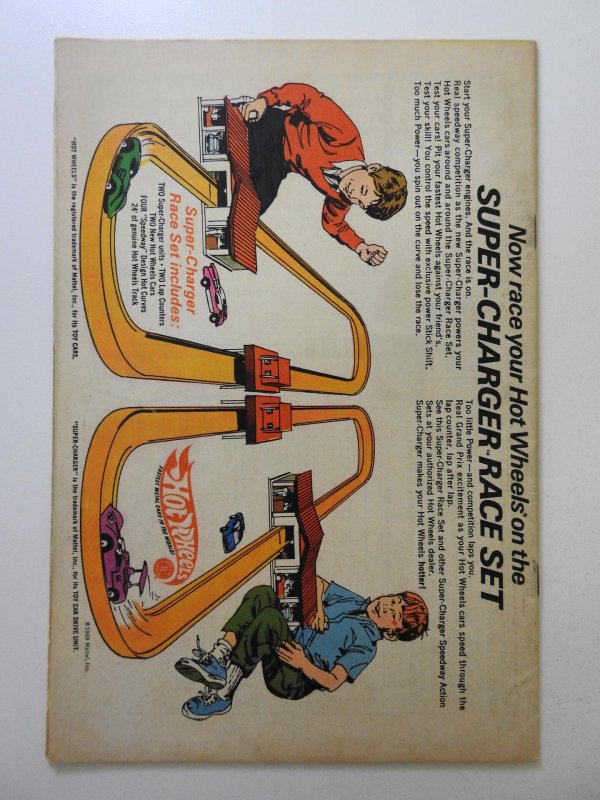 Now race your Hot Wheels® on the
SUPER-CHARGER™ RACE SET
Start your Super-Charger engines. And the race is on.
Real speedway competition as the new Super-Charger powers your
Hot Wheels cars around and around the Super-Charger Race Set.
Test your cars! Pit your fastest Hot Wheels against your friend's.
Test your skill! You control the speed with exclusive power Stick Shift.
Too much Power—you spin out on the curve and lose the race.
Too little Power—and competition laps you.
Real Grand Prix excitement as your Hot Wheels cars speed through the
lap counter, lap after lap.
See this Super-Charger Race Set and other Super-Charger Speedway Action
Sets at your authorized Hot Wheels dealer.
Super-Charger makes your Hot Wheels hotter!
Super-Charger
Race Set includes:
TWO Super-Charger units • TWO Lap Counters
TWO New Hot Wheels Cars
FOUR "Speedway" Design Hot Curves
24' of genuine Hot Wheels Track
Hot Wheels
FASTEST METAL CARS IN THE WORLD!
"HOT WHEELS" is the registered trademark of Mattel, Inc., for its TOY CARS.
"SUPER-CHARGER" is the trademark of Mattel, Inc., for its TOY CAR DRIVE UNIT.
©1969 Mattel, Inc.